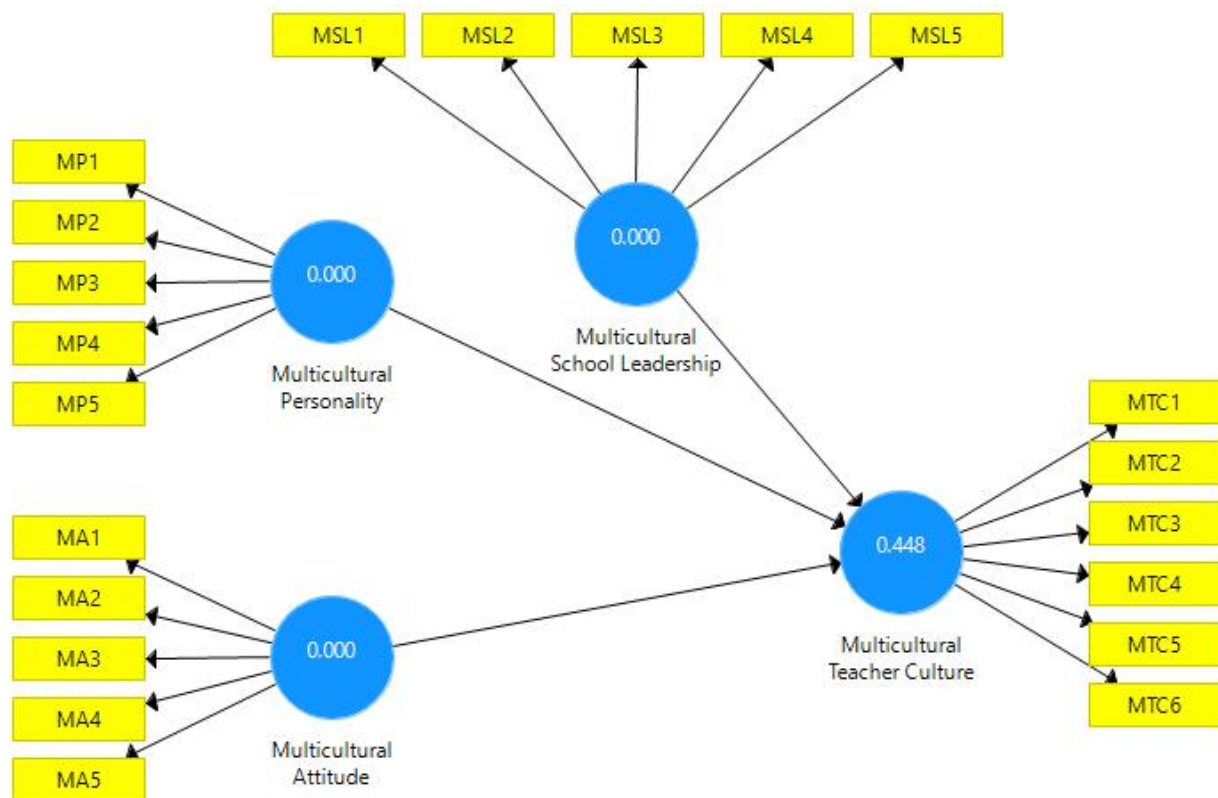 MSL1
MSL2
MSL3
MSL4
MSL5
MP1
MP2
MP3
MP4
MP5
0.000
Multicultural
Personality
0.000
Multicultural
School Leadership
MA1
MA2
MA3
MA4
MA5
0.000
Multicultural
Attitude
0.448
Multicultural
Teacher Culture
MTC1
MTC2
MTC3
MTC4
MTC5
MTC6